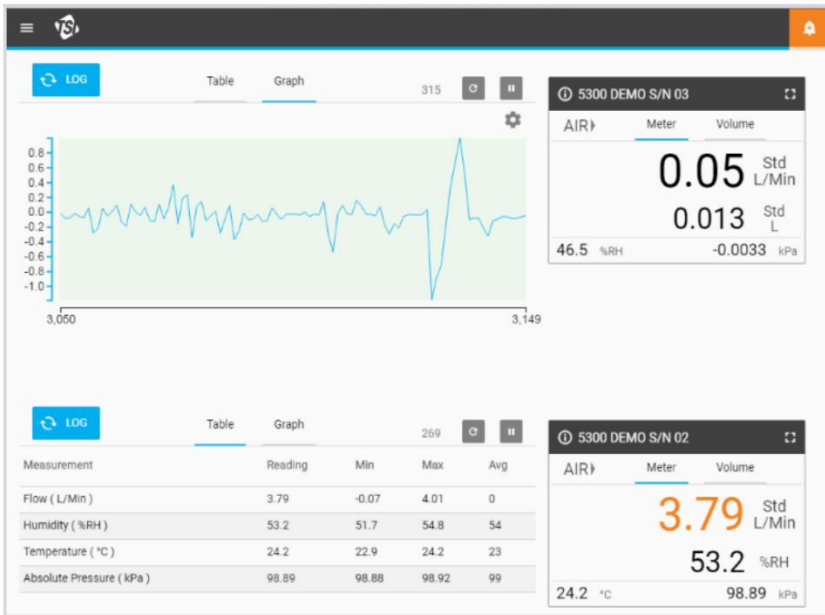 TSI
LOG Table Graph 315
0.8
0.6
0.4
0.2
0.0
-0.2
-0.4
-0.6
-0.8
-1.0
3,050 3,149
5300 DEMO S/N 03
AIR Meter Volume
0.05 Std L/Min
0.013 Std L
46.5 %RH -0.0033 kPa
LOG Table Graph 269
Measurement Reading Min Max Avg
Flow ( L/Min ) 3.79 -0.07 4.01 0
Humidity ( %RH ) 53.2 51.7 54.8 54
Temperature ( °C ) 24.2 22.9 24.2 23
Absolute Pressure ( kPa ) 98.89 98.88 98.92 99
5300 DEMO S/N 02
AIR Meter Volume
3.79 Std L/Min
53.2 %RH
24.2 °C 98.89 kPa